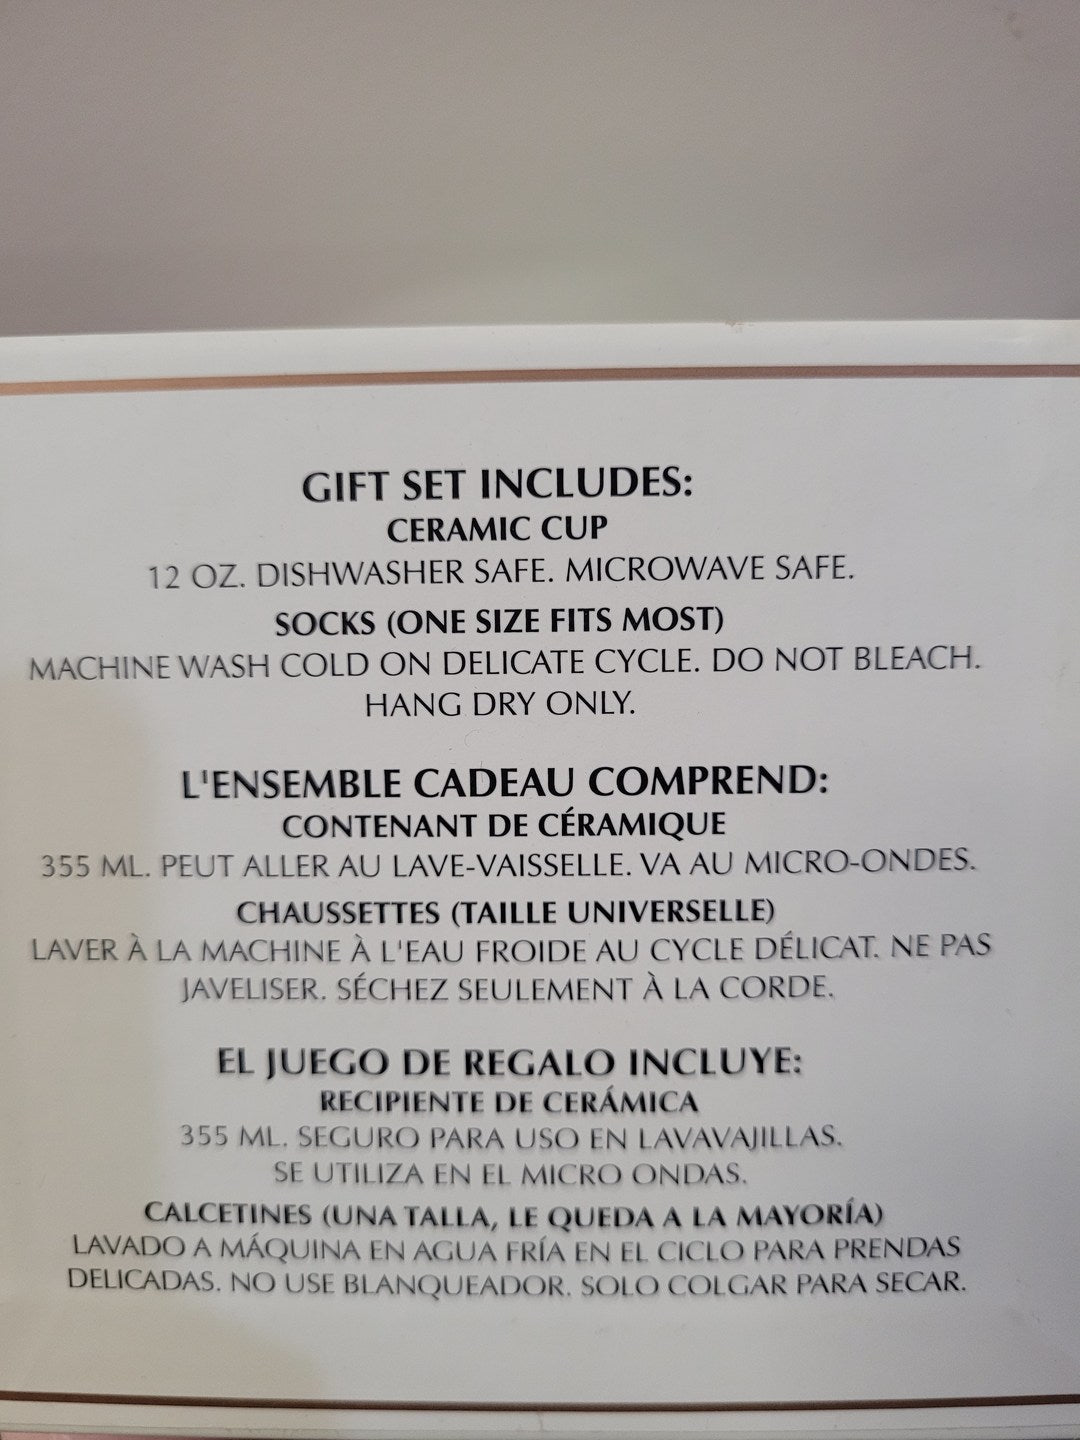 GIFT SET INCLUDES:
CERAMIC CUP
12 OZ. DISHWASHER SAFE. MICROWAVE SAFE.
SOCKS (ONE SIZE FITS MOST)
MACHINE WASH COLD ON DELICATE CYCLE. DO NOT BLEACH.
HANG DRY ONLY.
L'ENSEMBLE CADEAU COMPREND:
CONTENANT DE CÉRAMIQUE
355 ML. PEUT ALLER AU LAVE-VAISSELLE. VA AU MICRO-ONDES.
CHAUSSETTES (TAILLE UNIVERSELLE)
LAVER À LA MACHINE À L'EAU FROIDE AU CYCLE DÉLICAT. NE PAS
JAVELISER. SÉCHEZ SEULEMENT À LA CORDE.
EL JUEGO DE REGALO INCLUYE:
RECIPIENTE DE CERÁMICA
355 ML. SEGURO PARA USO EN LAVAVAJILLAS.
SE UTILIZA EN EL MICRO ONDAS.
CALCETINES (UNA TALLA, LE QUEDA A LA MAYORÍA)
LAVADO A MÁQUINA EN AGUA FRÍA EN EL CICLO PARA PRENDAS
DELICADAS. NO USE BLANQUEADOR. SOLO COLGAR PARA SECAR.